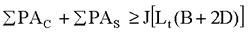 ∑PA_C + ∑PA_S ≥ J[L_t(B + 2D)]